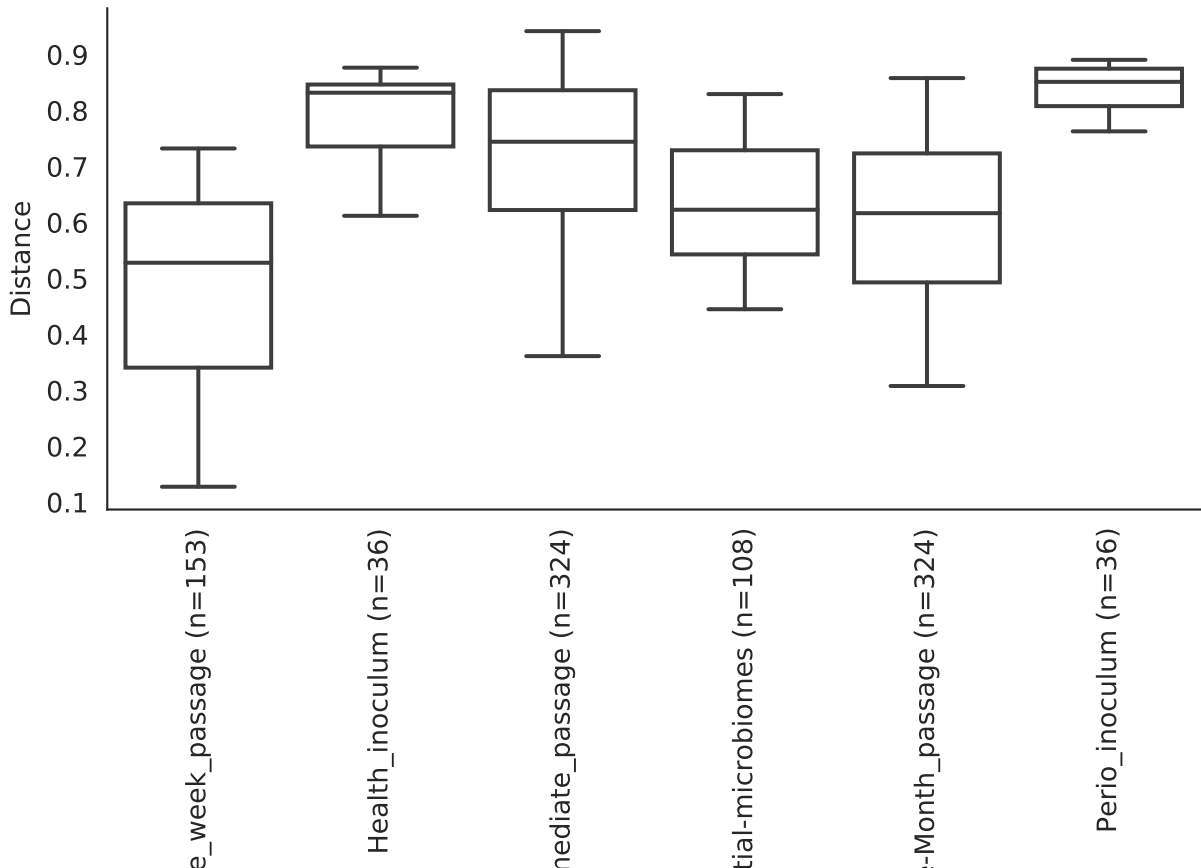 Distance
0.9
0.8
0.7
0.6
0.5
0.4
0.3
0.2
0.1
e_week_passage (n=153)
Health_inoculum (n=36)
nediate_passage (n=324)
tial-microbiomes (n=108)
-Month_passage (n=324)
Perio_inoculum (n=36)